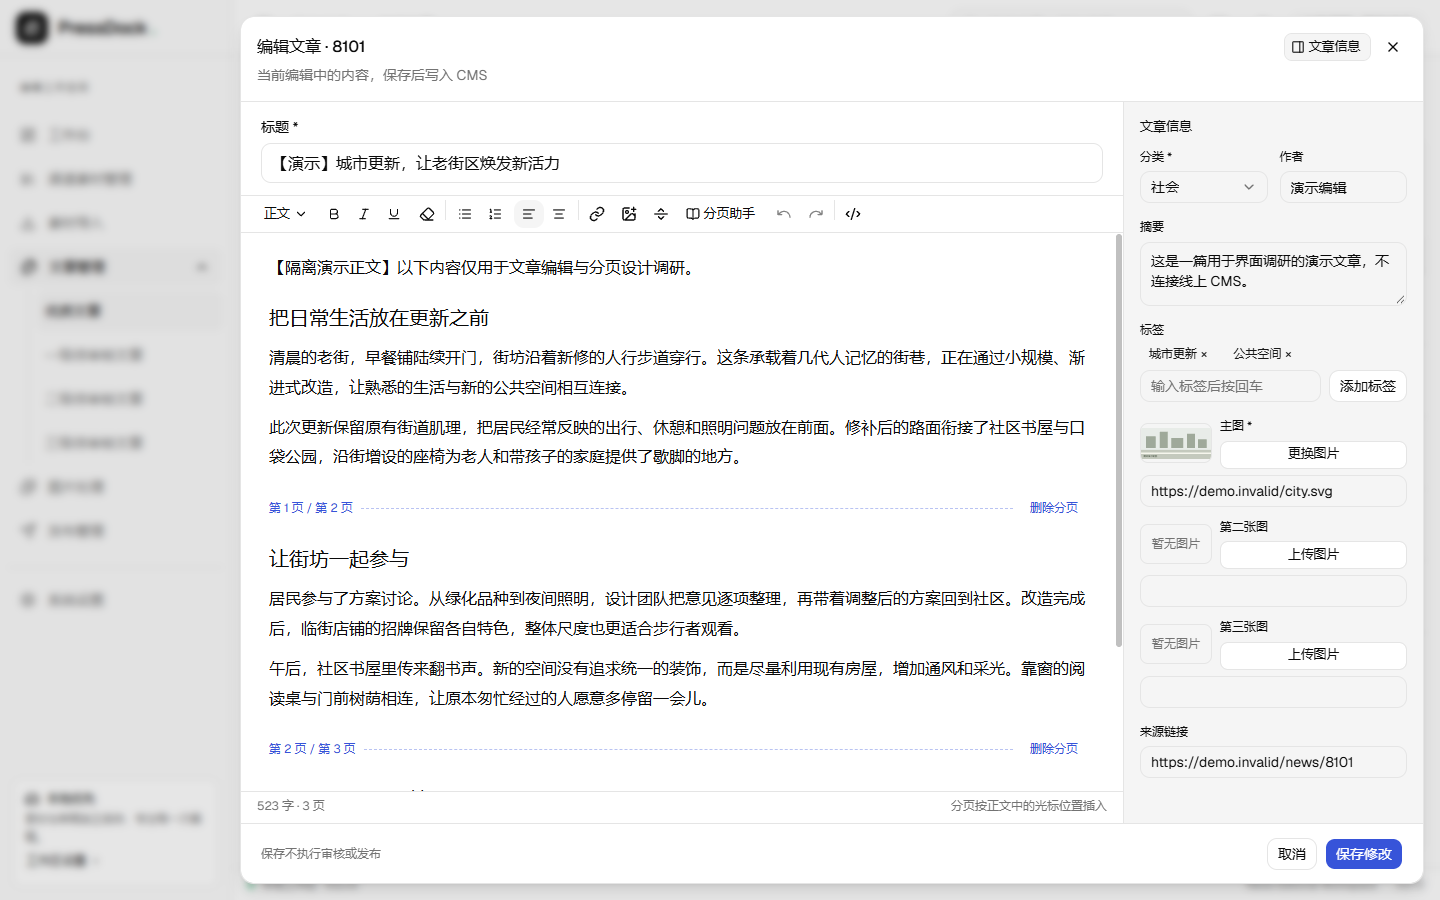 PressDock
编辑文章 · 8101
文章信息
当前编辑中的内容，保存后写入 CMS
标题 *
【演示】城市更新，让老街区焕发新活力
正文
分页助手
【隔离演示正文】以下内容仅用于文章编辑与分页设计调研。
把日常生活放在更新之前
清晨的老街，早餐铺陆续开门，街坊沿着新修的人行步道穿行。这条承载着几代人记忆的街巷，正在通过小规模、渐
进式改造，让熟悉的生活与新的公共空间相互连接。
此次更新保留原有街道肌理，把居民经常反映的出行、休憩和照明问题放在前面。修补后的路面衔接了社区书屋与口
袋公园，沿街增设的座椅为老人和带孩子的家庭提供了歇脚的地方。
第 1 页 / 第 2 页
删除分页
让街坊一起参与
居民参与了方案讨论。从绿化品种到夜间照明，设计团队把意见逐项整理，再带着调整后的方案回到社区。改造完成
后，临街店铺的招牌保留各自特色，整体尺度也更适合步行者观看。
午后，社区书屋里传来翻书声。新的空间没有追求统一的装饰，而是尽量利用现有房屋，增加通风和采光。靠窗的阅
读桌与门前树荫相连，让原本匆忙经过的人愿意多停留一会儿。
第 2 页 / 第 3 页
删除分页
523 字 · 3 页
分页按正文中的光标位置插入
文章信息
分类 *
作者
社会
演示编辑
摘要
这是一篇用于界面调研的演示文章，不
连接线上 CMS。
标签
城市更新 ×
公共空间 ×
输入标签后按回车
添加标签
主图 *
更换图片
https://demo.invalid/city.svg
第二张图
暂无图片
上传图片
第三张图
暂无图片
上传图片
来源链接
https://demo.invalid/news/8101
保存不执行审核或发布
取消
保存修改